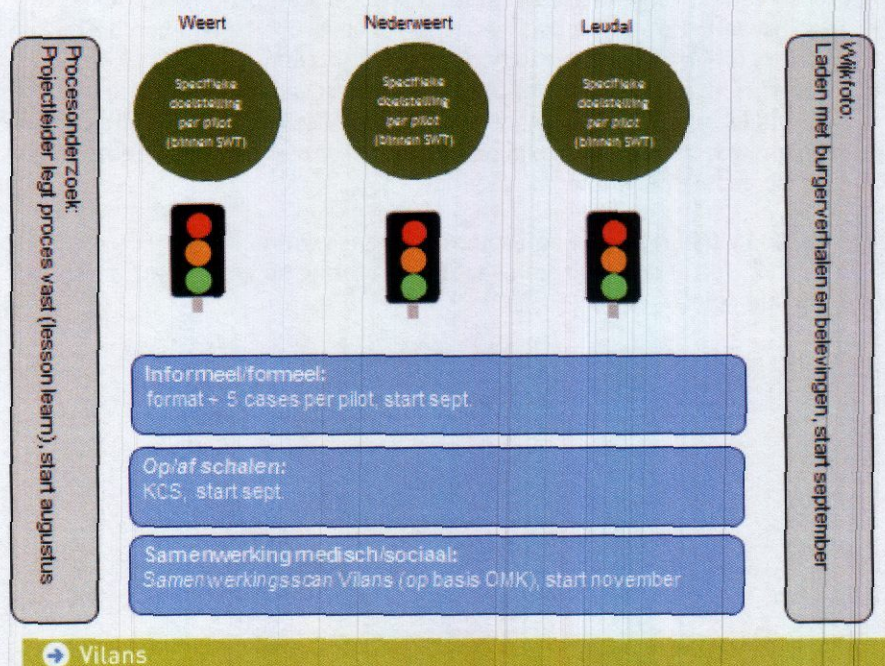 Weert
Nederweert
Leudal
Procesonderzoek:
Projectleider legt proces vast (lesson learn), start augustus
Specifieke
doelstelling
per pilot
(binnen SWT)
Specifieke
doelstelling
per pilot
(binnen SWT)
Specifieke
doelstelling
per pilot
(binnen SWT)
Wijkfoto:
Laden met burgerverhalen en belevingen, start september
Informeel/formeel:
format + 5 cases per pilot, start sept.
Op/af schalen:
KCS, start sept.
Samenwerking medisch/sociaal:
Samenwerkingsscan Vilans (op basis OMK), start november
Vilans